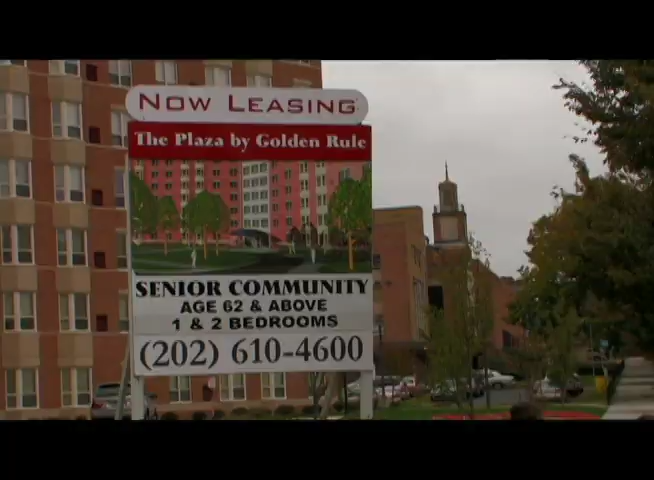 Now Leasing
The Plaza by Golden Rule
SENIOR COMMUNITY
AGE 62 & ABOVE
1 & 2 BEDROOMS
(202) 610-4600